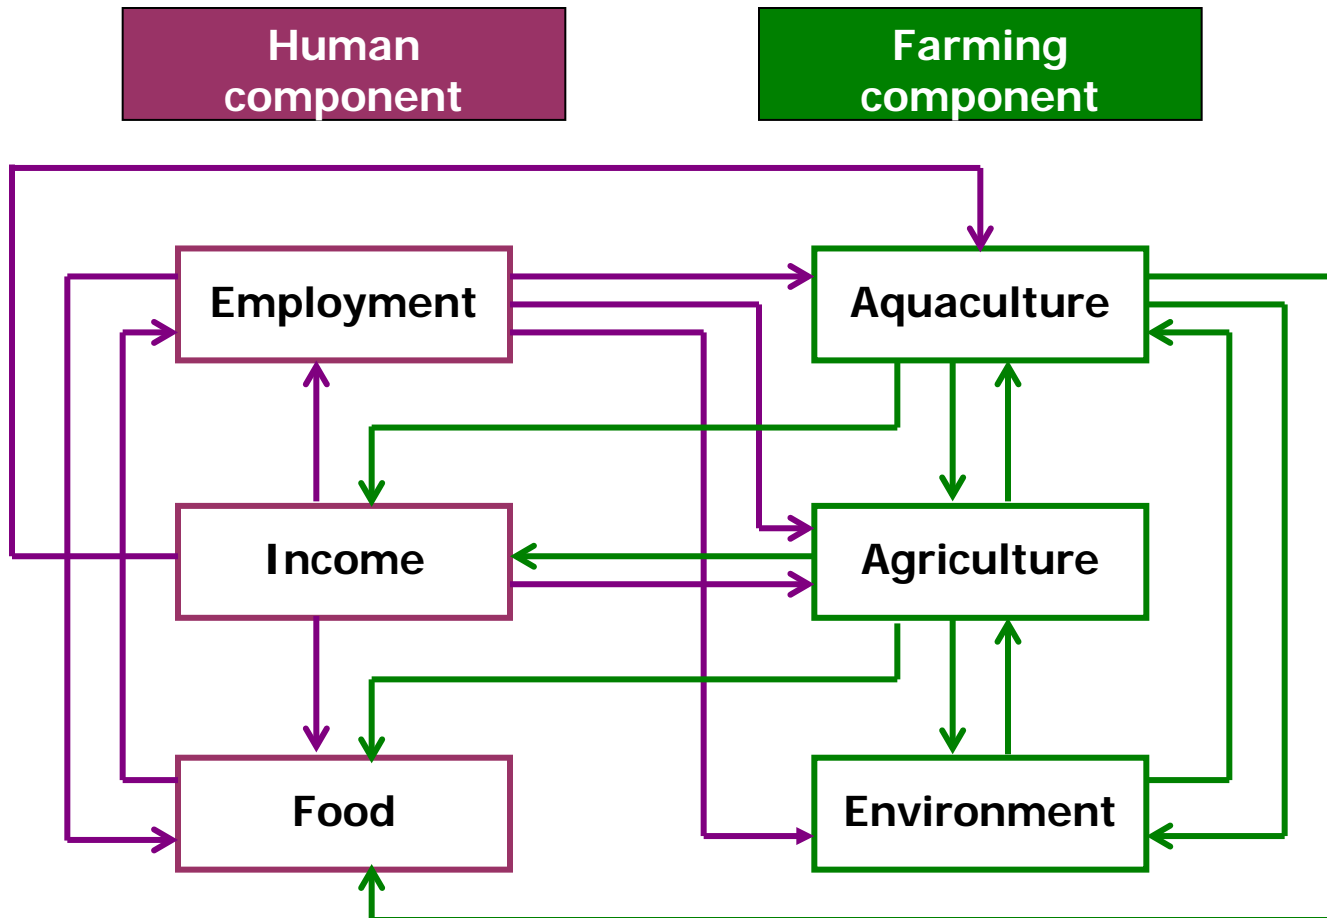 Human
component
Farming
component
Employment
Aquaculture
Income
Agriculture
Food
Environment